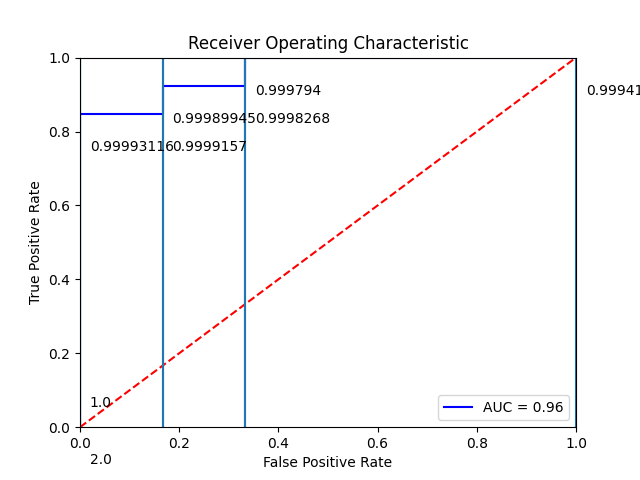 Receiver Operating Characteristic
1.0
0.999794
0.99941
0.99989945
0.9998268
0.8
0.99993116
0.9999157
0.6
True Positive Rate
0.4
0.2
1.0
AUC = 0.96
0.0
0.0 0.2 0.4 0.6 0.8 1.0
2.0
False Positive Rate